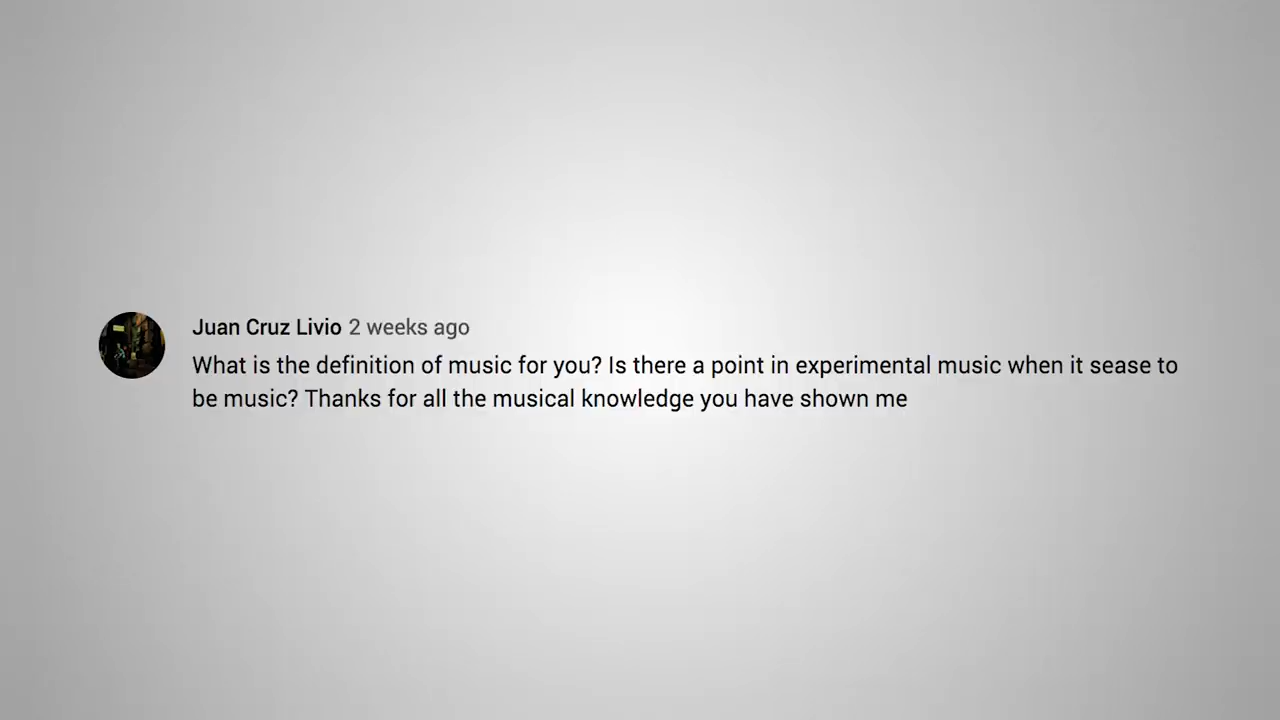 Juan Cruz Livio 2 weeks ago
What is the definition of music for you? Is there a point in experimental music when it sease to
be music? Thanks for all the musical knowledge you have shown me